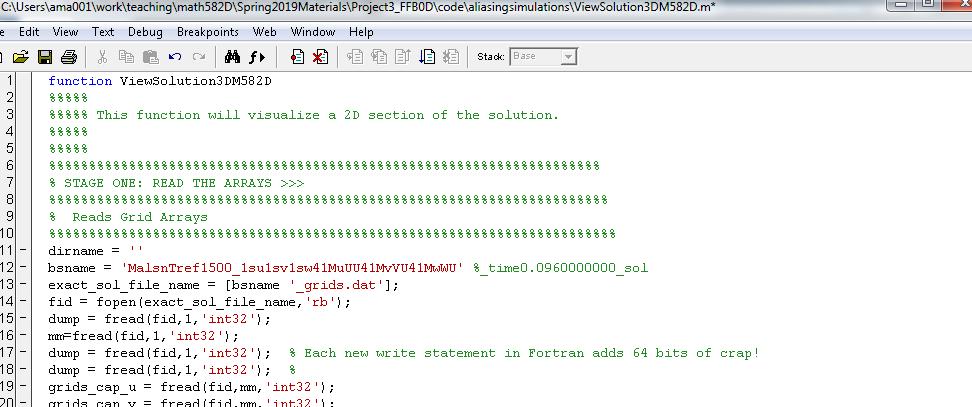 C:\Users\ama001\work\teaching\math582D\Spring2019Materials\Project3_FFB0D\code\aliasingsimulations\ViewSolution3DM582D.m*
Edit View Text Debug Breakpoints Web Window Help
Stack: Base
1 function ViewSolution3DM582D
2 %%%%%
3 %%%%% This function will visualize a 2D section of the solution.
4 %%%%%
5 %%%%%
6 %%%%%%%%%%%%%%%%%%%%%%%%%%%%%%%%%%%%%%%%%%%%%%%%%%%%%%%%%%%%%%%%%%%%%%%
7 % STAGE ONE: READ THE ARRAYS >>>
8 %%%%%%%%%%%%%%%%%%%%%%%%%%%%%%%%%%%%%%%%%%%%%%%%%%%%%%%%%%%%%%%%%%%%%%%%
9 % Reads Grid Arrays
10 %%%%%%%%%%%%%%%%%%%%%%%%%%%%%%%%%%%%%%%%%%%%%%%%%%%%%%%%%%%%%%%%%%%%%%%
11 - dirname = ''
12 - bsname = 'MalsnTref1500_1su1sv1sw41MuUU41MvVU41MwWU' %_time0.0960000000_sol
13 - exact_sol_file_name = [bsname '_grids.dat'];
14 - fid = fopen(exact_sol_file_name,'rb');
15 - dump = fread(fid,1,'int32');
16 - mm=fread(fid,1,'int32');
17 - dump = fread(fid,1,'int32'); % Each new write statement in Fortran adds 64 bits of crap!
18 - dump = fread(fid,1,'int32'); %
19 - grids_cap_u = fread(fid,mm,'int32');
20 - grids_cap_v = fread(fid,mm,'int32');